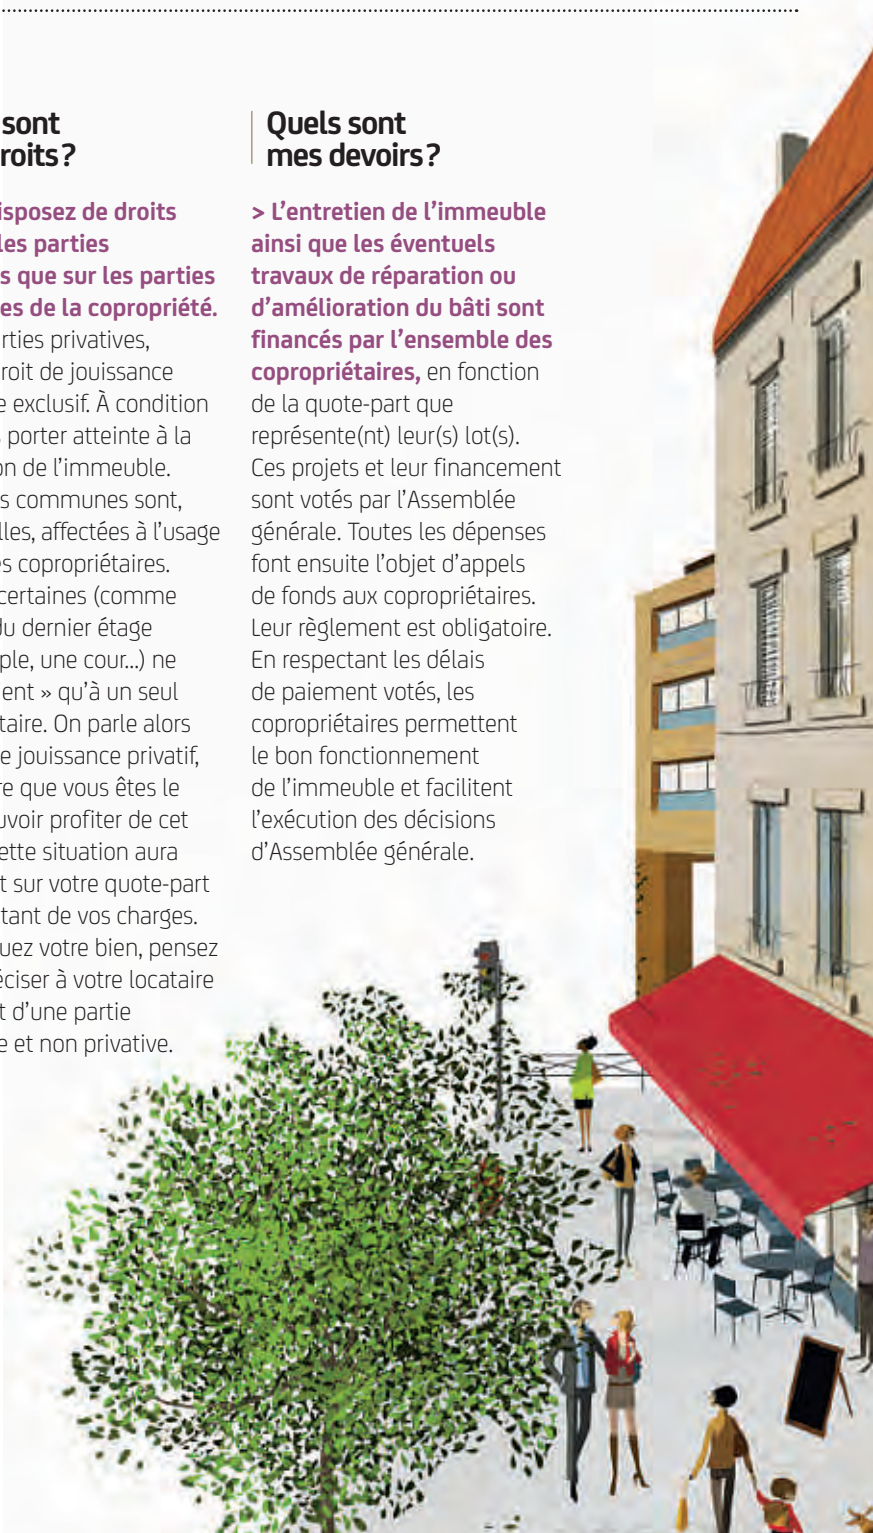 sont
roits ?
isposez de droits
les parties
s que sur les parties
es de la copropriété.
rties privatives,
roit de jouissance
e exclusif. À condition
porter atteinte à la
on de l’immeuble.
s communes sont,
lles, affectées à l’usage
es copropriétaires.
certaines (comme
du dernier étage
ple, une cour...) ne
ent » qu’à un seul
taire. On parle alors
e jouissance privatif,
re que vous êtes le
uvoir profiter de cet
ette situation aura
t sur votre quote-part
tant de vos charges.
uez votre bien, pensez
éciser à votre locataire
t d’une partie
e et non privative.
Quels sont
mes devoirs ?
> L’entretien de l’immeuble
ainsi que les éventuels
travaux de réparation ou
d’amélioration du bâti sont
financés par l’ensemble des
copropriétaires, en fonction
de la quote-part que
représente(nt) leur(s) lot(s).
Ces projets et leur financement
sont votés par l’Assemblée
générale. Toutes les dépenses
font ensuite l’objet d’appels
de fonds aux copropriétaires.
Leur règlement est obligatoire.
En respectant les délais
de paiement votés, les
copropriétaires permettent
le bon fonctionnement
de l’immeuble et facilitent
l’exécution des décisions
d’Assemblée générale.